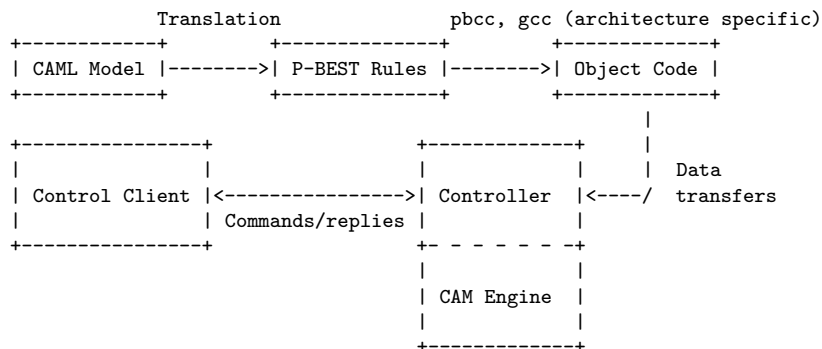 Translation pbcc, gcc (architecture specific)
CAML Model P-BEST Rules Object Code
Data
Control Client Controller transfers
Commands/replies
CAM Engine